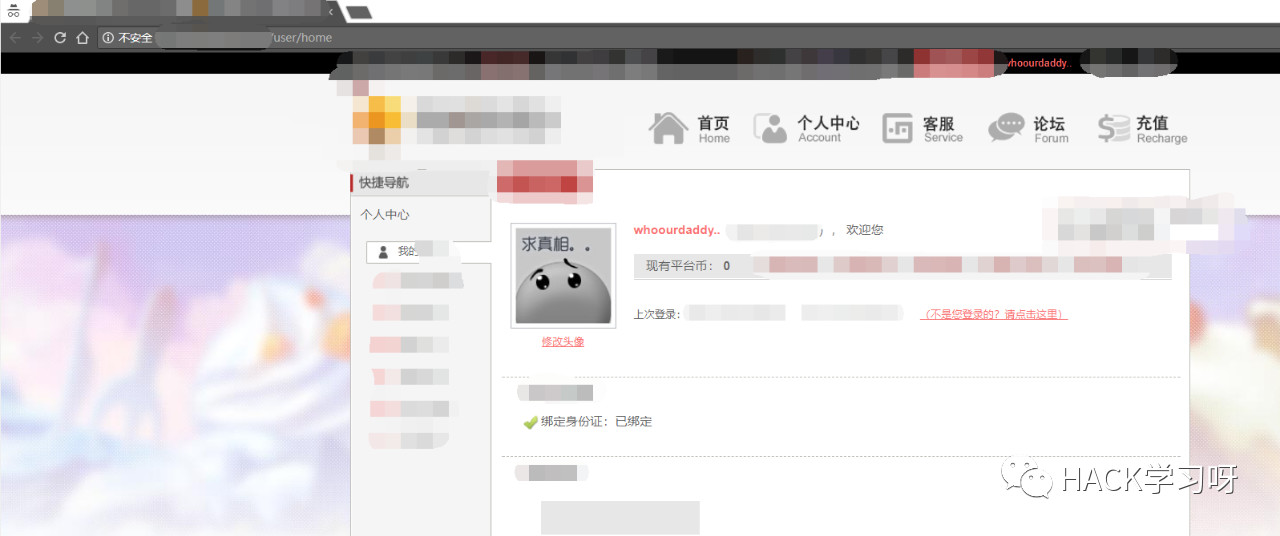 不安全
/user/home
whoourdaddy..
首页
Home
个人中心
Account
客服
Service
论坛
Forum
充值
Recharge
快捷导航
个人中心
我的
求真相。。
修改头像
whoourdaddy.. ），欢迎您
现有平台币：0
上次登录： （不是您登录的？请点击这里）
绑定身份证：已绑定
HACK学习呀